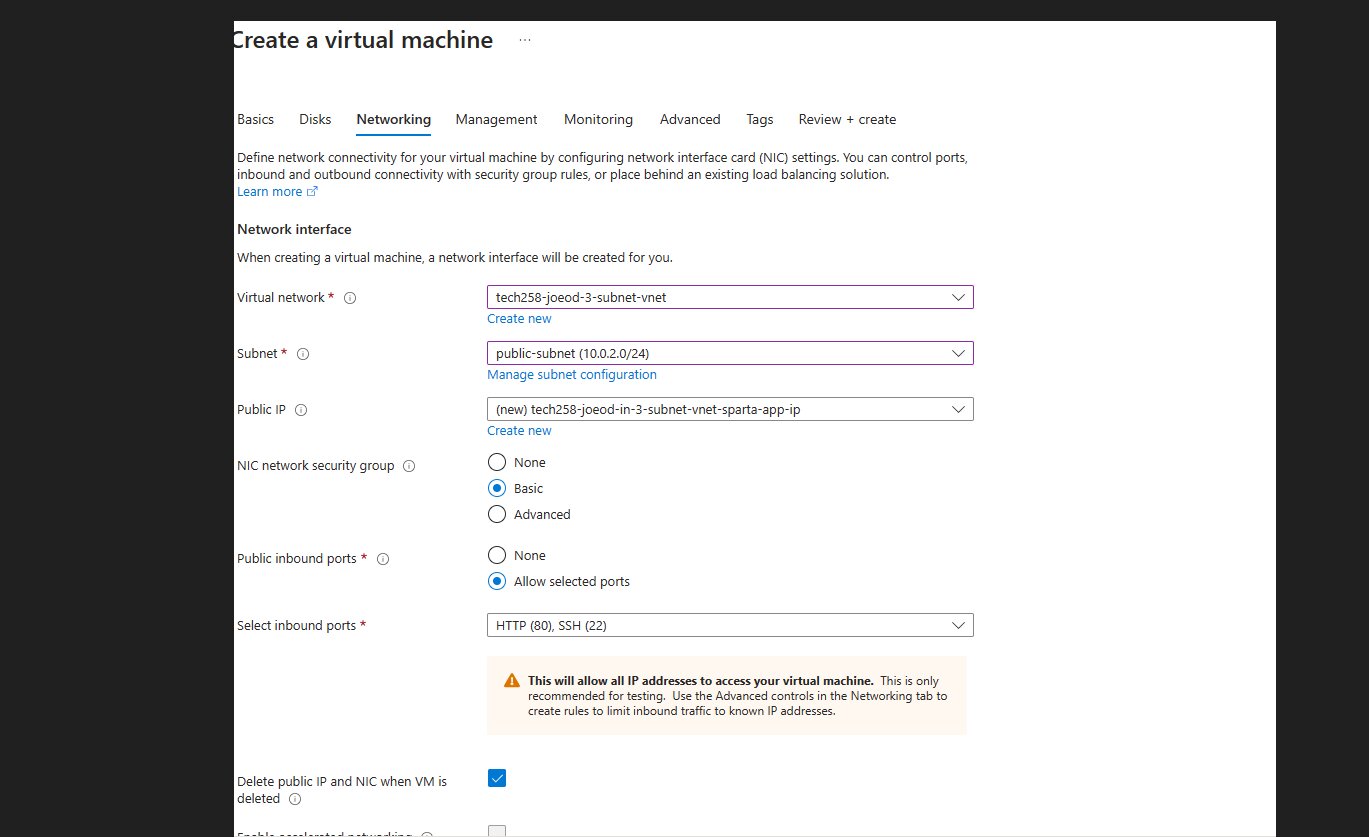 Create a virtual machine ...
Basics Disks Networking Management Monitoring Advanced Tags Review + create
Define network connectivity for your virtual machine by configuring network interface card (NIC) settings. You can control ports,
inbound and outbound connectivity with security group rules, or place behind an existing load balancing solution.
Learn more
Network interface
When creating a virtual machine, a network interface will be created for you.
Virtual network *
tech258-joeod-3-subnet-vnet
Create new
Subnet *
public-subnet (10.0.2.0/24)
Manage subnet configuration
Public IP
(new) tech258-joeod-in-3-subnet-vnet-sparta-app-ip
Create new
NIC network security group
None
Basic
Advanced
Public inbound ports *
None
Allow selected ports
Select inbound ports *
HTTP (80), SSH (22)
This will allow all IP addresses to access your virtual machine. This is only
recommended for testing. Use the Advanced controls in the Networking tab to
create rules to limit inbound traffic to known IP addresses.
Delete public IP and NIC when VM is
deleted
Enable accelerated networking